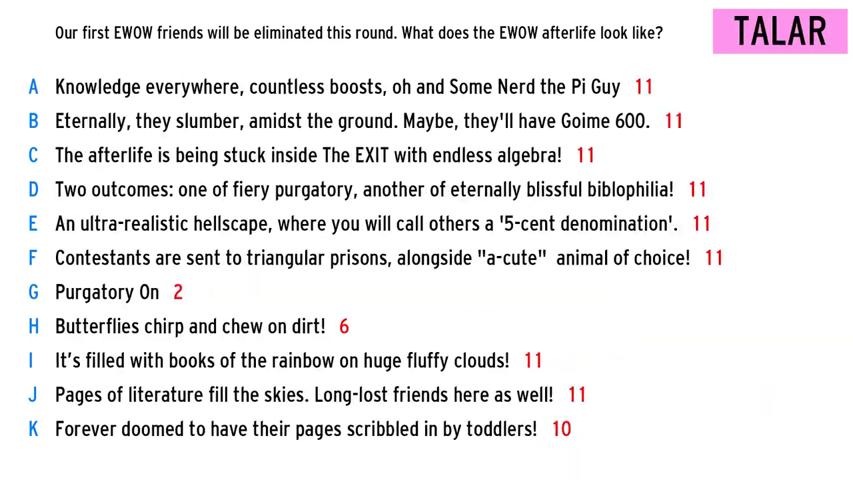 Our first EWOW friends will be eliminated this round. What does the EWOW afterlife look like?
TALAR
A Knowledge everywhere, countless boosts, oh and Some Nerd the Pi Guy 11
B Eternally, they slumber, amidst the ground. Maybe, they'll have Goime 600. 11
C The afterlife is being stuck inside The EXIT with endless algebra! 11
D Two outcomes: one of fiery purgatory, another of eternally blissful biblophilia! 11
E An ultra-realistic hellscape, where you will call others a '5-cent denomination'. 11
F Contestants are sent to triangular prisons, alongside "a-cute" animal of choice! 11
G Purgatory On 2
H Butterflies chirp and chew on dirt! 6
I It's filled with books of the rainbow on huge fluffy clouds! 11
J Pages of literature fill the skies. Long-lost friends here as well! 11
K Forever doomed to have their pages scribbled in by toddlers! 10